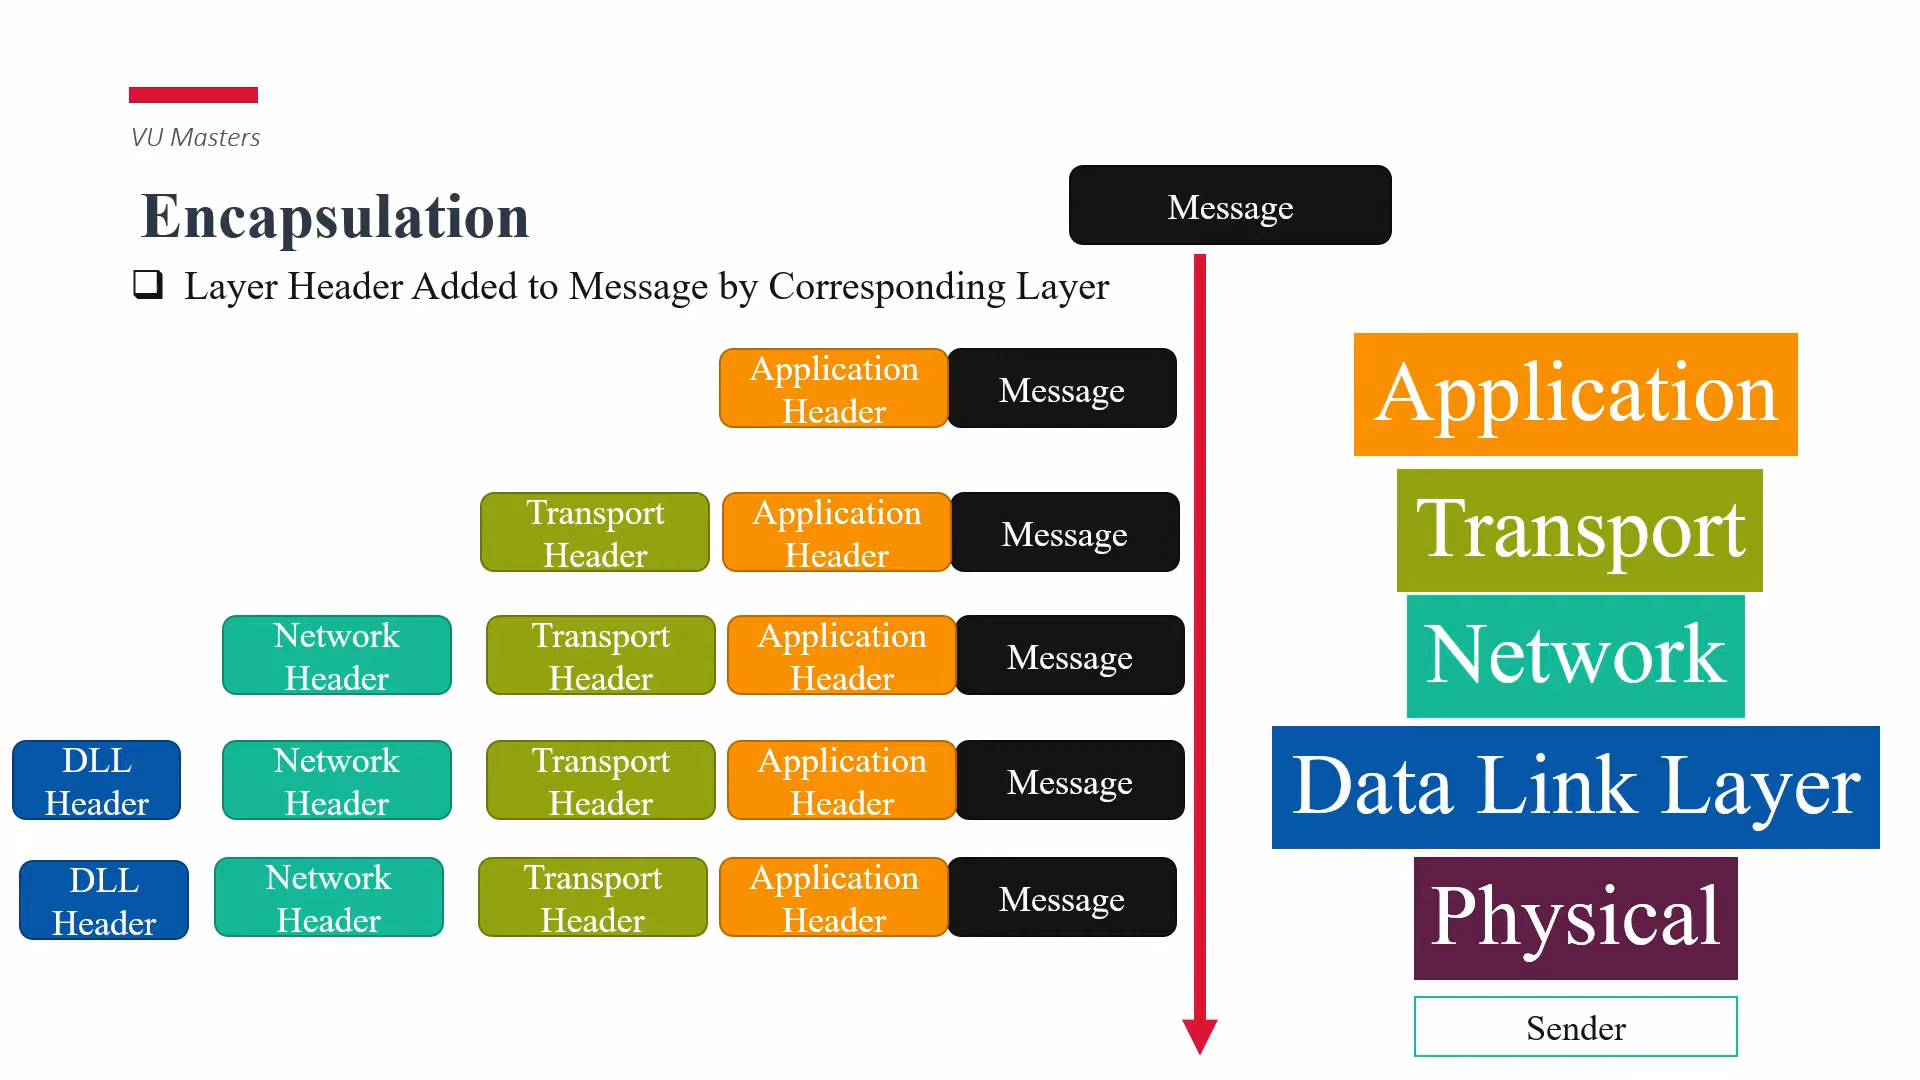 VU Masters
Encapsulation
Message
Layer Header Added to Message by Corresponding Layer
Application
Header
Message
Application
Transport
Header
Application
Header
Message
Transport
Network
Header
Transport
Header
Application
Header
Message
Network
DLL
Header
Network
Header
Transport
Header
Application
Header
Message
Data Link Layer
DLL
Header
Network
Header
Transport
Header
Application
Header
Message
Physical
Sender